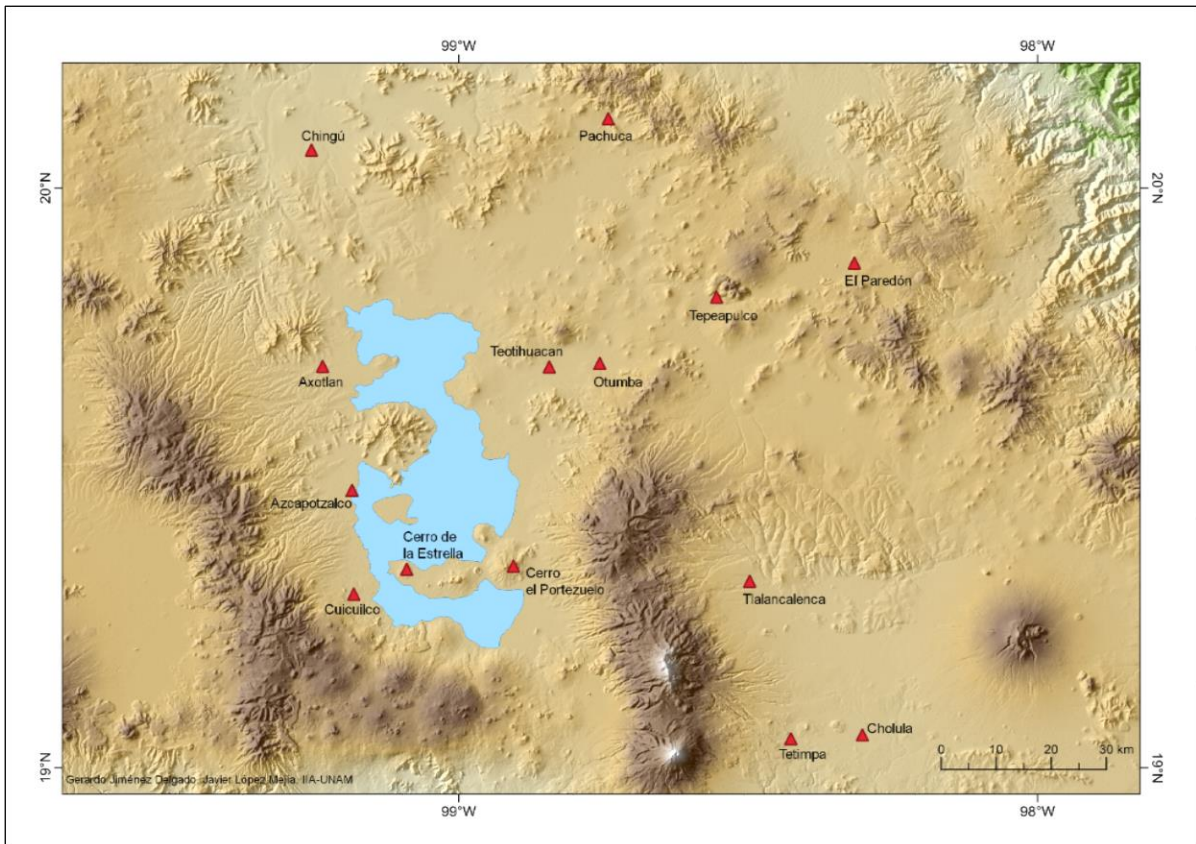 99°W
98°W
Chingú
Pachuca
20°N
20°N
El Paredón
Tepeapulco
Teotihuacan
Axotlan
Otumba
Azcapotzalco
Cerro de
la Estrella
Cerro
el Portezuelo
Tlalancalenca
Cuicuilco
Cholula
Tetimpa
0 10 20 30 km
19°N
19°N
Gerardo Jiménez Delgado, Javier López Mejía, IIA-UNAM
99°W
98°W